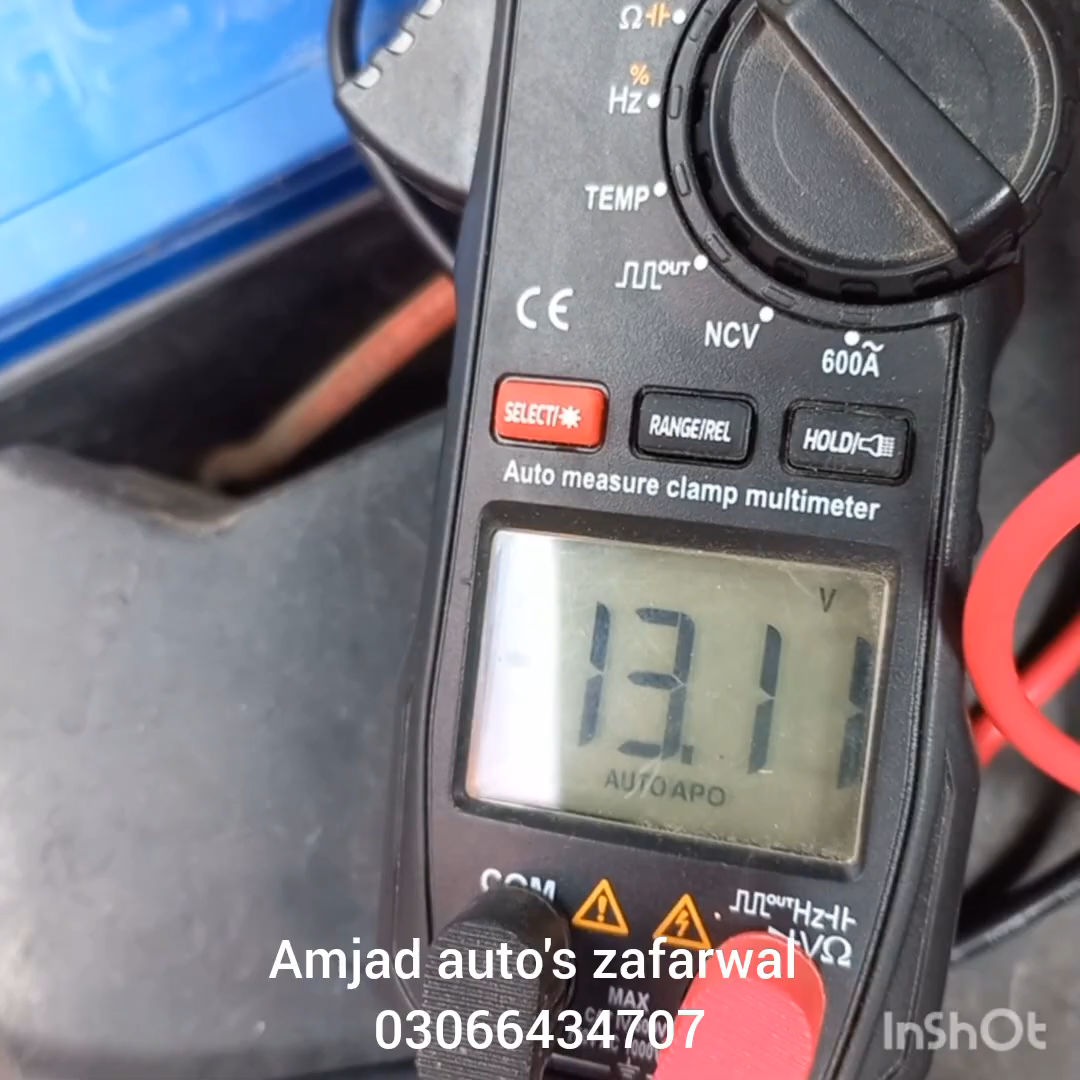 Ω
%
Hz
TEMP
OUT
NCV
600A~
CE
SELECT/
RANGE/REL
HOLD/
Auto measure clamp multimeter
V
13.11
AUTO APO
COM
OUT Hz
VΩ
MAX
Amjad auto's zafarwal
03066434707
InShOt